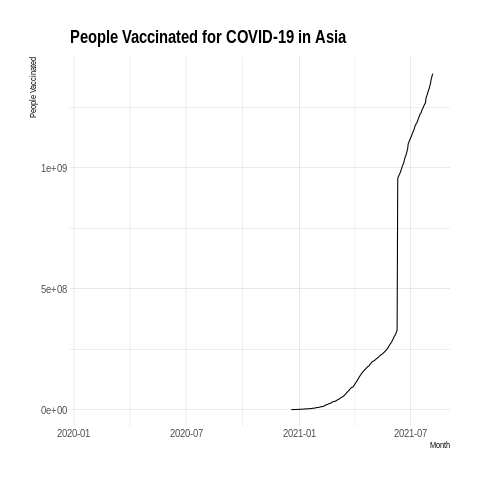 People Vaccinated for COVID-19 in Asia
People Vaccinated
1e+09
5e+08
0e+00
2020-01 2020-07 2021-01 2021-07
Month